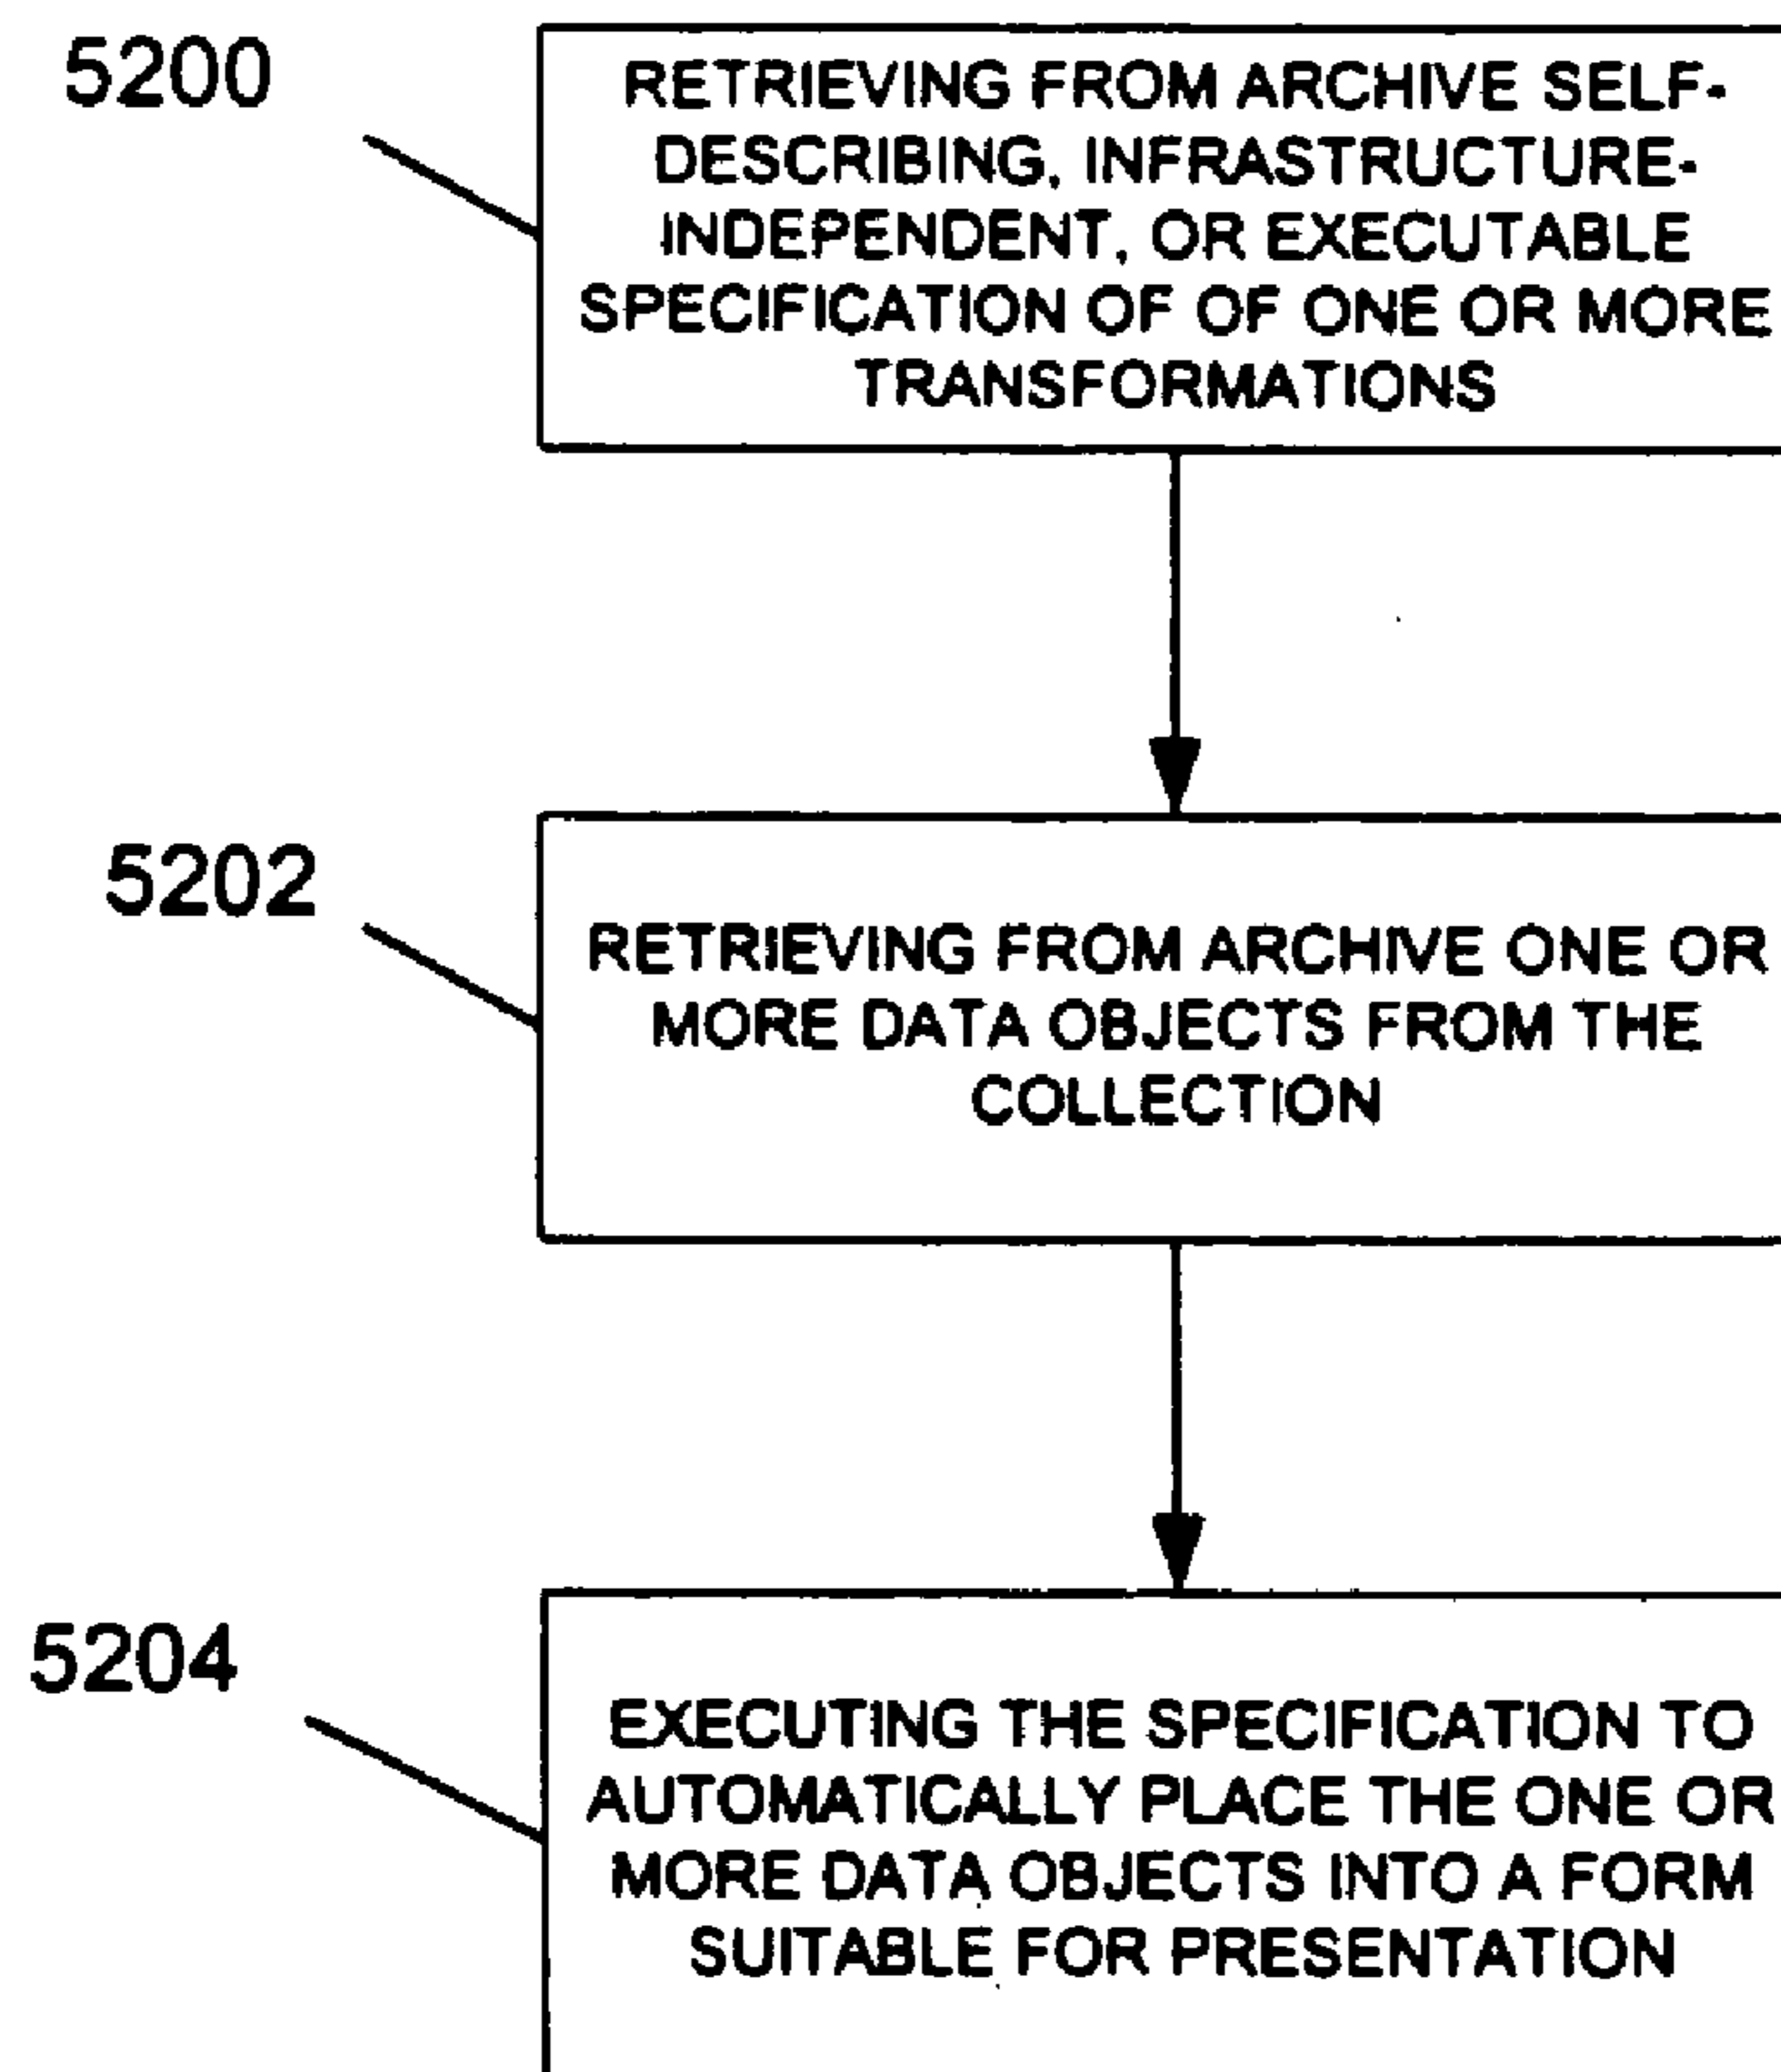 5200
RETRIEVING FROM ARCHIVE SELF-
DESCRIBING, INFRASTRUCTURE-
INDEPENDENT, OR EXECUTABLE
SPECIFICATION OF OF ONE OR MORE
TRANSFORMATIONS
5202
RETRIEVING FROM ARCHIVE ONE OR
MORE DATA OBJECTS FROM THE
COLLECTION
5204
EXECUTING THE SPECIFICATION TO
AUTOMATICALLY PLACE THE ONE OR
MORE DATA OBJECTS INTO A FORM
SUITABLE FOR PRESENTATION